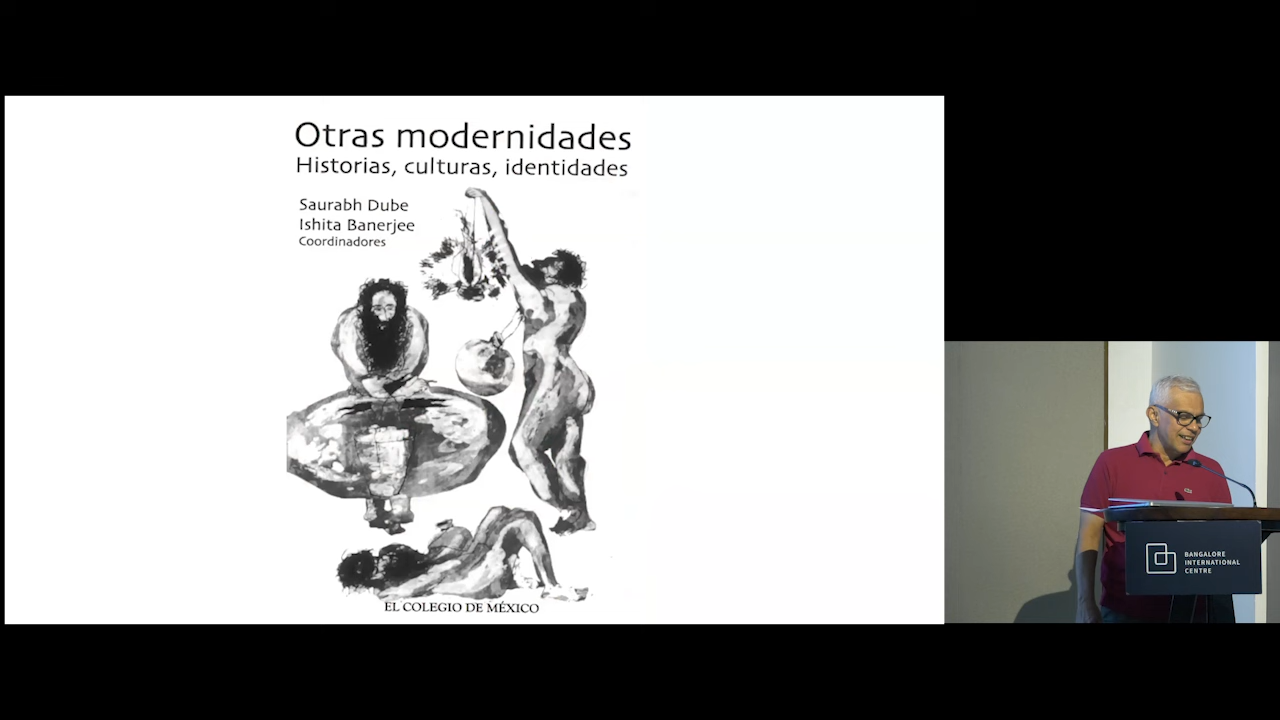 Otras modernidades
Historias, culturas, identidades
Saurabh Dube
Ishita Banerjee
Coordinadores
EL COLEGIO DE MÉXICO
BANGALORE
INTERNATIONAL
CENTRE